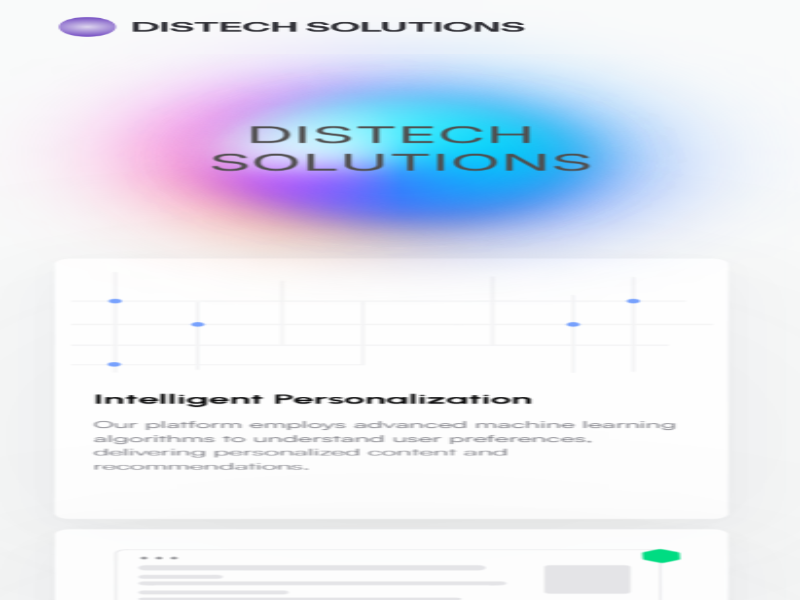 DISTECH SOLUTIONS
DISTECH
SOLUTIONS
Intelligent Personalization
Our platform employs advanced machine learning
algorithms to understand user preferences,
delivering personalized content and
recommendations.